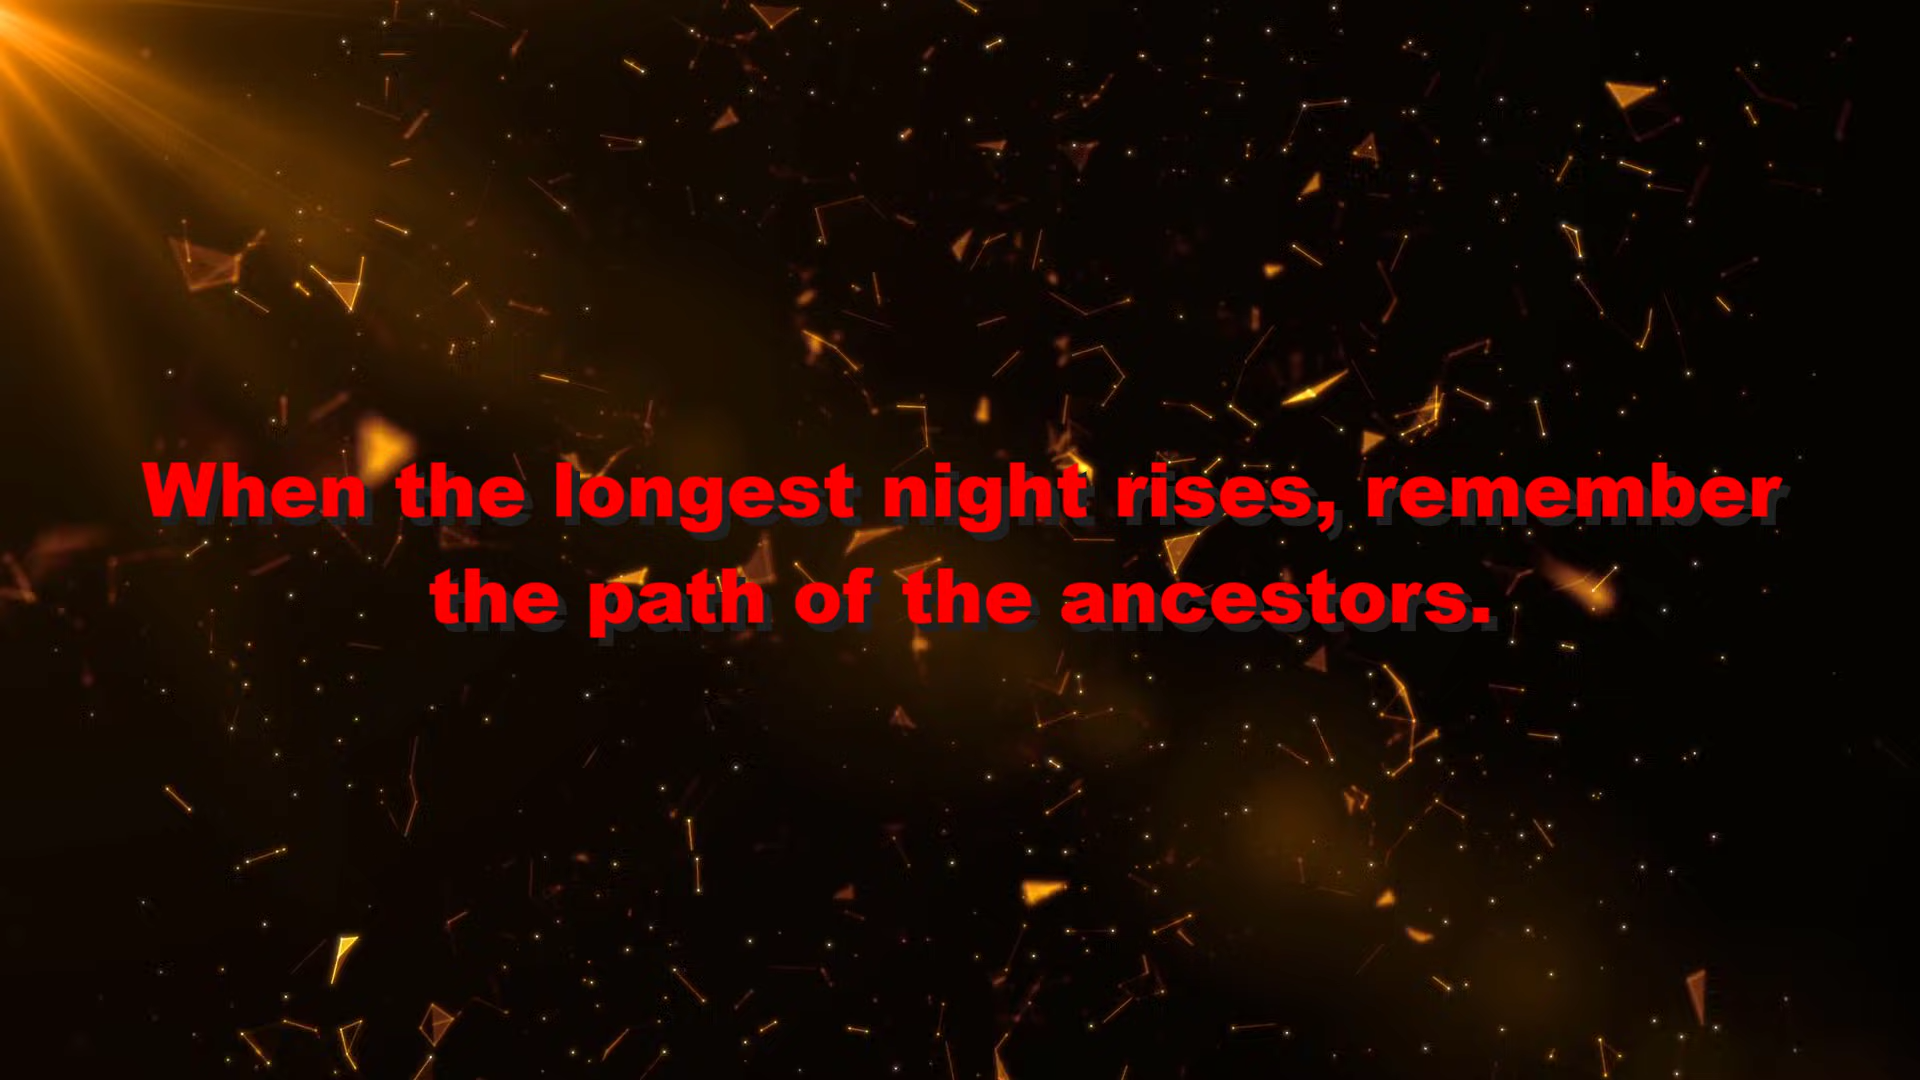 When the longest night rises, remember
the path of the ancestors.